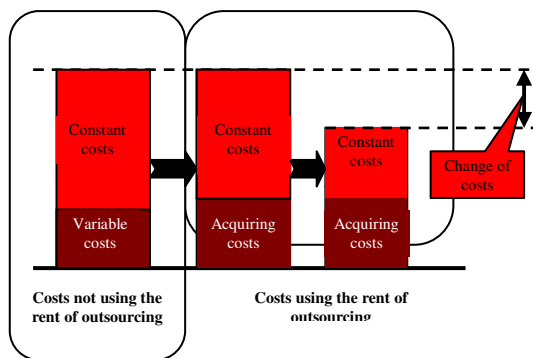 Constant
costs
Variable
costs
Constant
costs
Acquiring
costs
Constant
costs
Acquiring
costs
Change of
costs
Costs not using the
rent of outsourcing
Costs using the rent of
outsourcing